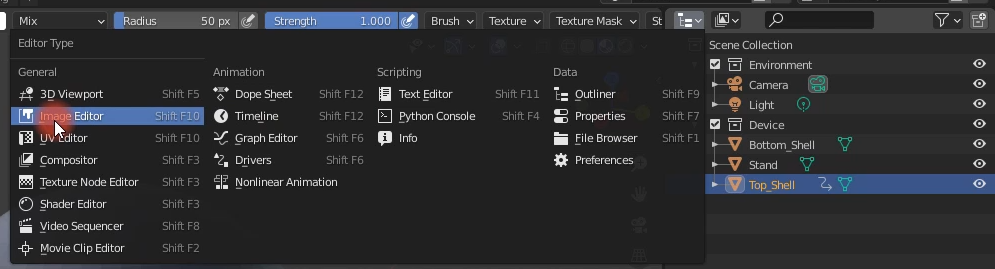 Mix Radius 50 px Strength 1.000 Brush Texture Texture Mask St
Editor Type
General
3D Viewport Shift F5
Image Editor Shift F10
UV Editor Shift F10
Compositor Shift F3
Texture Node Editor Shift F3
Shader Editor Shift F3
Video Sequencer Shift F8
Movie Clip Editor Shift F2
Animation
Dope Sheet Shift F12
Timeline Shift F12
Graph Editor Shift F6
Drivers Shift F6
Nonlinear Animation
Scripting
Text Editor Shift F11
Python Console Shift F4
Info
Data
Outliner Shift F9
Properties Shift F7
File Browser Shift F1
Preferences
Scene Collection
Environment
Camera
Light
Device
Bottom_Shell
Stand
Top_Shell